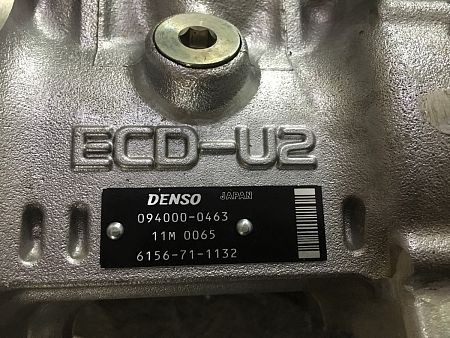 ECD-U2
DENSO JAPAN
094000-0463
11M 0065
6156-71-1132